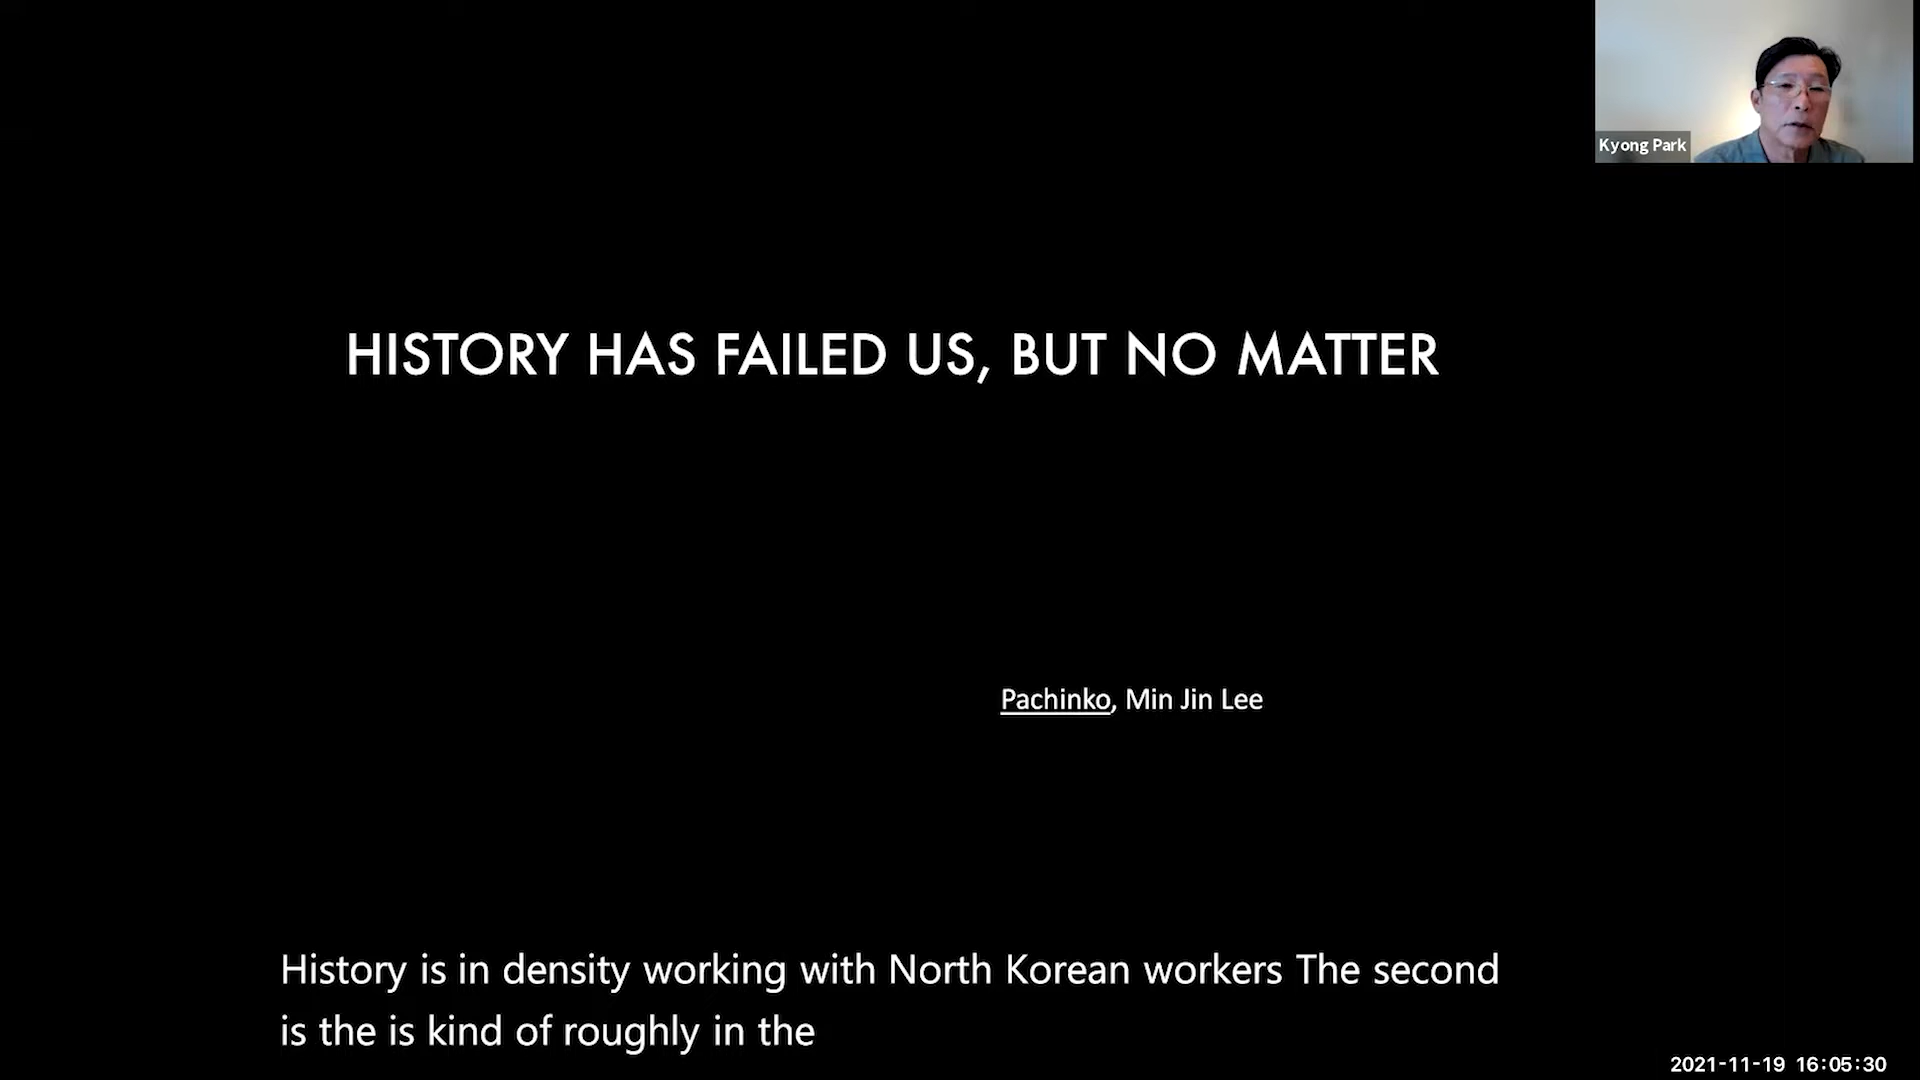 Kyong Park
HISTORY HAS FAILED US, BUT NO MATTER
Pachinko, Min Jin Lee
History is in density working with North Korean workers The second
is the is kind of roughly in the
2021-11-19 16:05:30